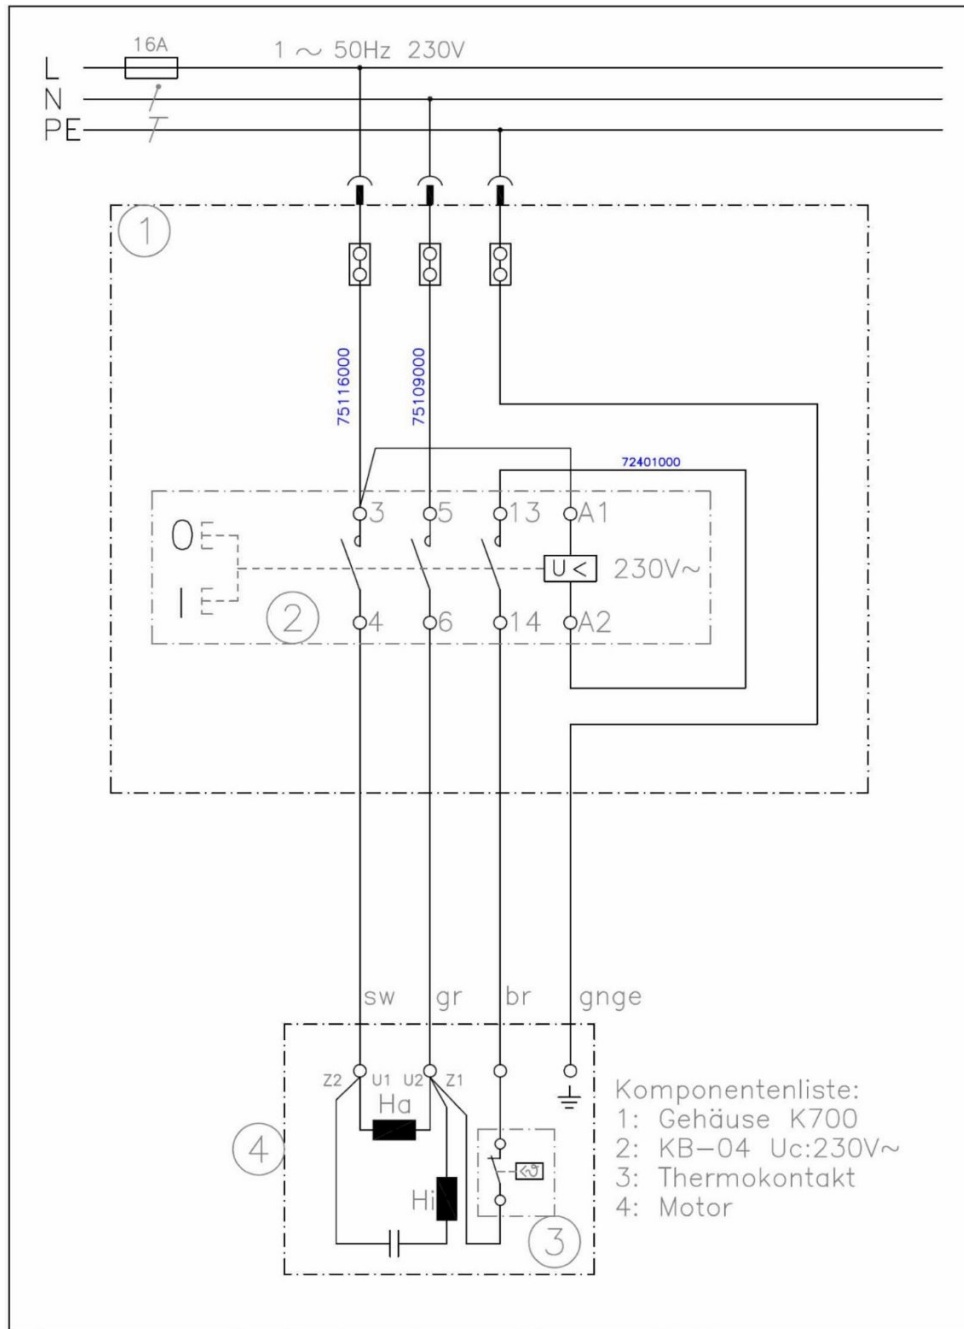 16A
1 ~ 50Hz 230V
L
N
PE
1
75116000
75109000
72401000
3 5 13 A1
O
U< 230V~
I
2
4 6 14 A2
sw gr br gnge
Z2 U1 U2 Z1
Ha
4
Hi
ϑ
3
Komponentenliste:
1: Gehäuse K700
2: KB-04 Uc:230V~
3: Thermokontakt
4: Motor